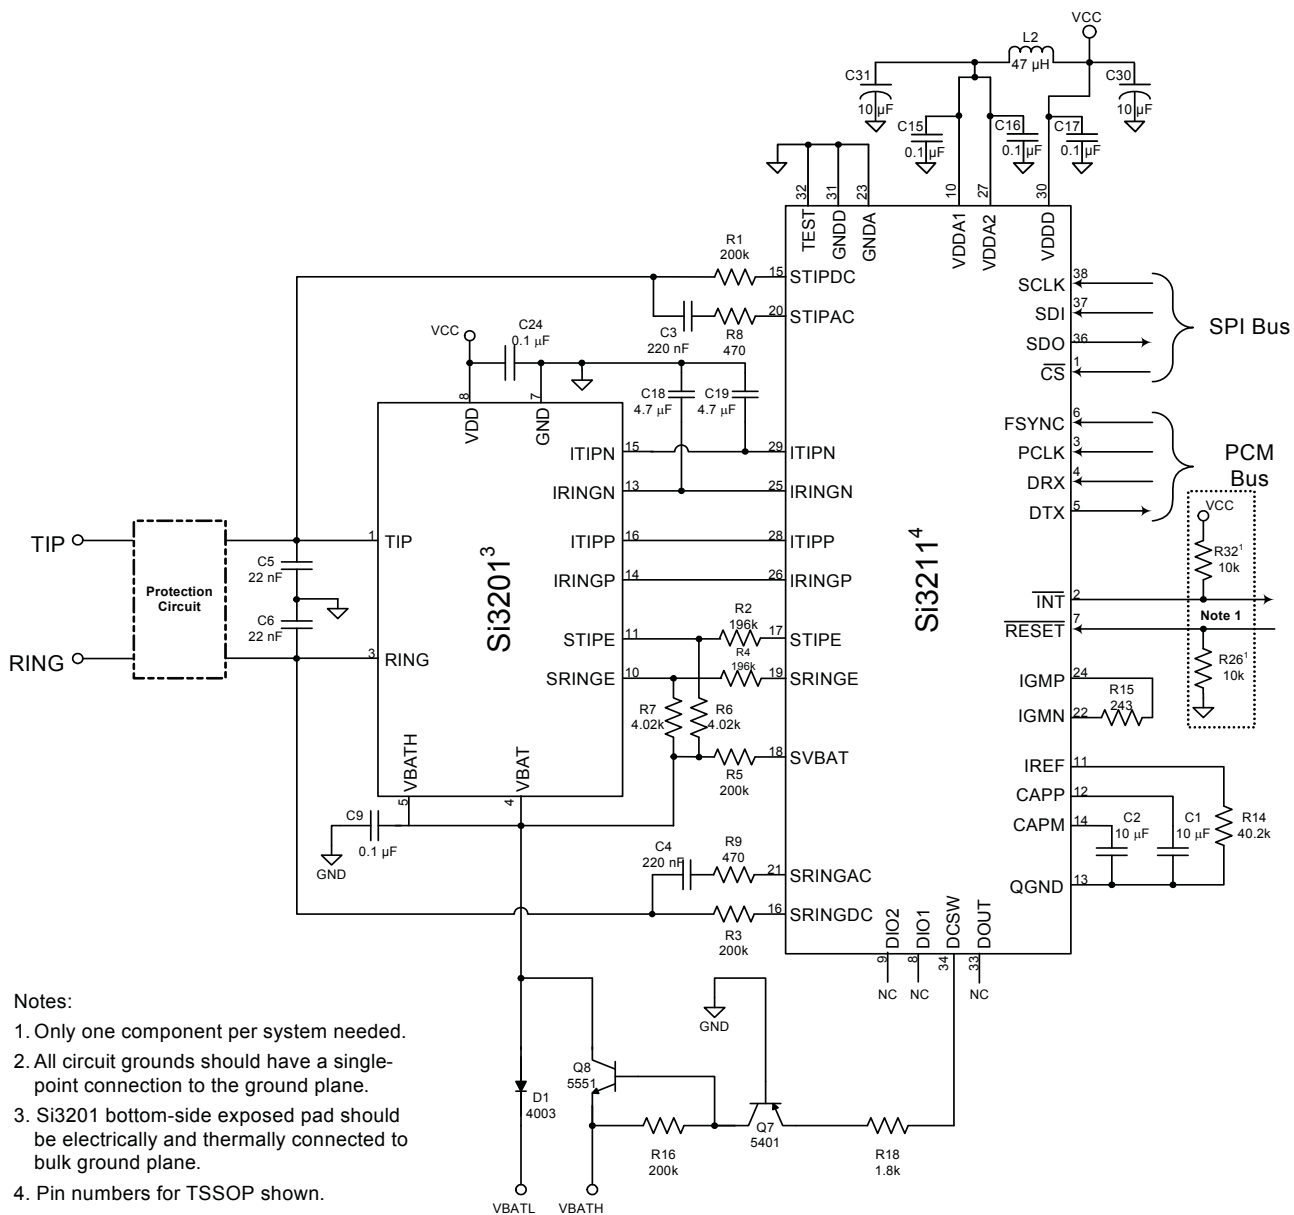 VCC
L2
47 µH
C31
10 µF
C30
10 µF
C15
0.1 µF
C16
0.1 µF
C17
0.1 µF
32
31
23
10
27
30
TEST
GNDD
GNDA
VDDA1
VDDA2
VDDD
R1
200k
15
STIPDC
C3
220 nF
R8
470
20
STIPAC
38
SCLK
37
SDI
36
SDO
1
CS
SPI Bus
VCC
C24
0.1 µF
8
7
VDD
GND
C18
4.7 µF
C19
4.7 µF
6
FSYNC
3
PCLK
4
DRX
5
DTX
PCM
Bus
ITIPN
15
29
ITIPN
IRINGN
13
25
IRINGN
ITIPP
16
28
ITIPP
IRINGP
14
26
IRINGP
VCC
R32¹
10k
INT
2
Note 1
RESET
7
R26¹
10k
TIP
RING
Protection
Circuit
C5
22 nF
C6
22 nF
1
TIP
3
RING
Si3201³
Si3211⁴
STIPE
11
R2
196k
17
STIPE
SRINGE
10
R4
196k
19
SRINGE
R7
4.02k
R6
4.02k
R5
200k
18
SVBAT
IGMP
24
R15
243
IGMN
22
IREF
11
CAPP
12
CAPM
14
QGND
13
C2
10 µF
C1
10 µF
R14
40.2k
VBATH
5
VBAT
4
C9
0.1 µF
GND
C4
220 nF
R9
470
21
SRINGAC
16
SRINGDC
R3
200k
DIO2
DIO1
DCSW
DOUT
9
8
34
33
NC
NC
NC
GND
Q8
5551
D1
4003
R16
200k
Q7
5401
R18
1.8k
VBATL
VBATH
Notes:
1. Only one component per system needed.
2. All circuit grounds should have a single-
point connection to the ground plane.
3. Si3201 bottom-side exposed pad should
be electrically and thermally connected to
bulk ground plane.
4. Pin numbers for TSSOP shown.